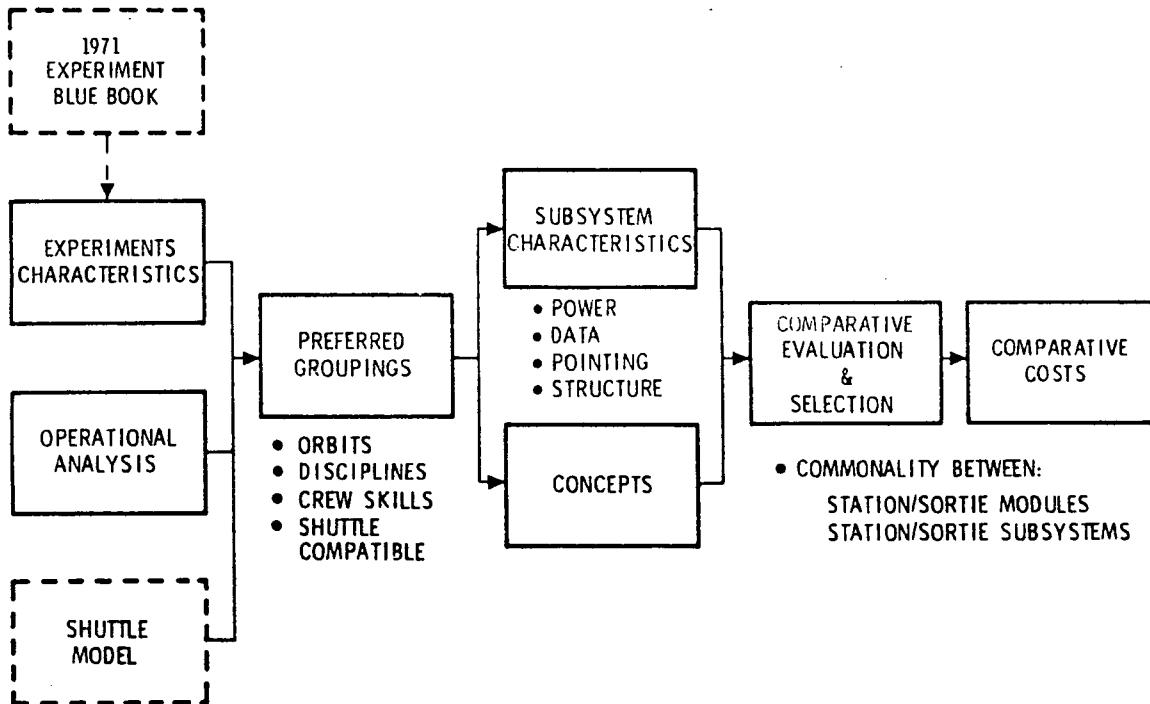 1971
EXPERIMENT
BLUE BOOK
EXPERIMENTS
CHARACTERISTICS
OPERATIONAL
ANALYSIS
SHUTTLE
MODEL
PREFERRED
GROUPINGS
• ORBITS
• DISCIPLINES
• CREW SKILLS
• SHUTTLE
COMPATIBLE
SUBSYSTEM
CHARACTERISTICS
• POWER
• DATA
• POINTING
• STRUCTURE
CONCEPTS
COMPARATIVE
EVALUATION
&
SELECTION
• COMMONALITY BETWEEN:
STATION/SORTIE MODULES
STATION/SORTIE SUBSYSTEMS
COMPARATIVE
COSTS